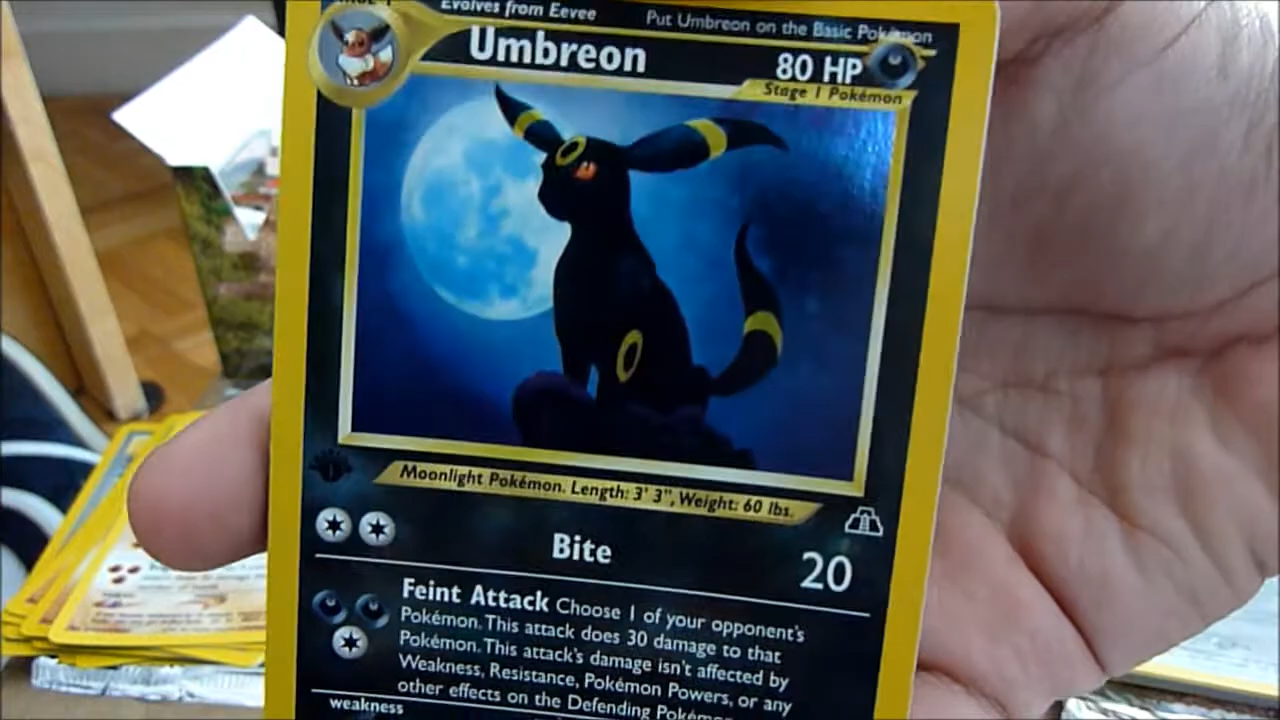 Evolves from Eevee
Put Umbreon on the Basic Pokémon
Umbreon
80 HP
Stage 1 Pokémon
Moonlight Pokémon. Length: 3' 3", Weight: 60 lbs.
Bite
20
Feint Attack Choose 1 of your opponent's
Pokémon. This attack does 30 damage to that
Pokémon. This attack's damage isn't affected by
Weakness, Resistance, Pokémon Powers, or any
other effects on the Defending Pokémon
weakness